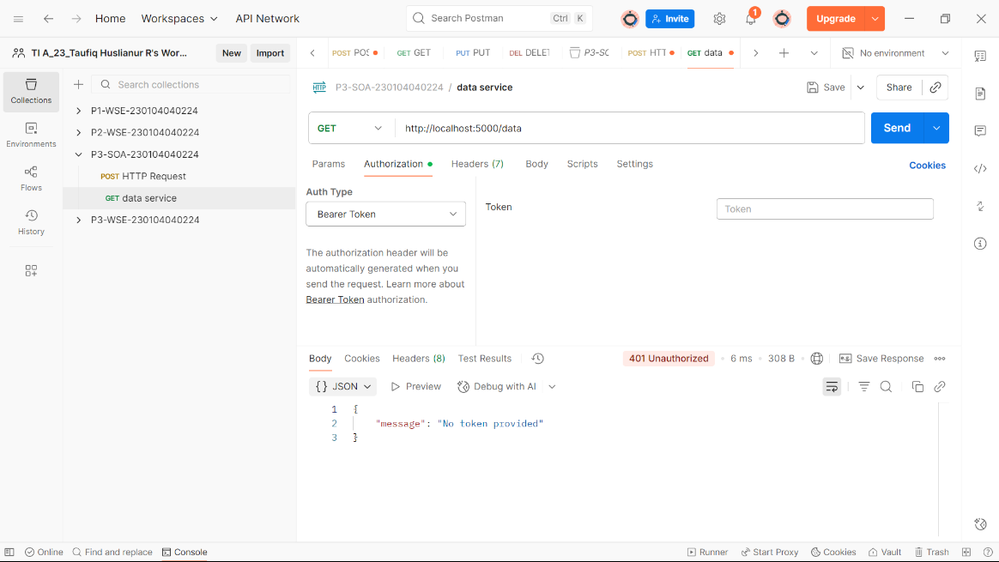 Home Workspaces API Network Search Postman Ctrl K Invite 1 Upgrade
TI A_23_Taufiq Huslianur R's Wor... New Import
POST POS GET GET PUT PUT DEL DELET P3-SO POST HTT GET data No environment
Collections
Environments
Flows
History
Search collections
P1-WSE-230104040224
P2-WSE-230104040224
P3-SOA-230104040224
POST HTTP Request
GET data service
P3-WSE-230104040224
HTTP P3-SOA-230104040224 / data service Save Share
GET http://localhost:5000/data Send
Params Authorization Headers (7) Body Scripts Settings Cookies
Auth Type
Bearer Token
The authorization header will be
automatically generated when you
send the request. Learn more about
Bearer Token authorization.
Token Token
Body Cookies Headers (8) Test Results 401 Unauthorized 6 ms 308 B Save Response
{} JSON Preview Debug with AI
1 {
2 "message": "No token provided"
3 }
Online Find and replace Console Runner Start Proxy Cookies Vault Trash